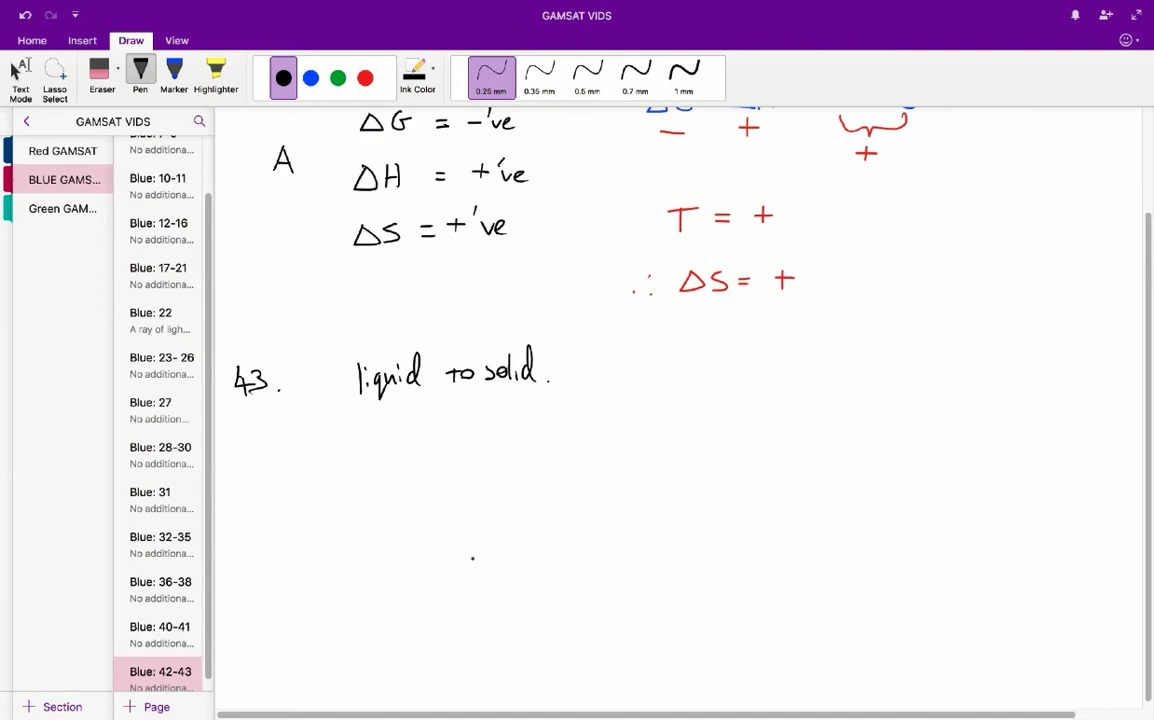 GAMSAT VIDS
Home Insert Draw View
Text Mode
Lasso Select
Eraser
Pen
Marker
Highlighter
Ink Color
0.25 mm
0.35 mm
0.5 mm
0.7 mm
1 mm
GAMSAT VIDS
Red GAMSAT
BLUE GAMS...
Green GAM...
No additiona...
Blue: 10-11
No additiona...
Blue: 12-16
No additiona...
Blue: 17-21
No additiona...
Blue: 22
A ray of ligh...
Blue: 23- 26
No additiona...
Blue: 27
No addition...
Blue: 28-30
No additiona...
Blue: 31
No additiona...
Blue: 32-35
No additiona...
Blue: 36-38
No additiona...
Blue: 40-41
No additiona...
Blue: 42-43
No additiona...
+ Section
+ Page
ΔG = -'ve
A
ΔH = +'ve
ΔS = +'ve
- + +
T = +
∴ ΔS = +
43. liquid to solid.